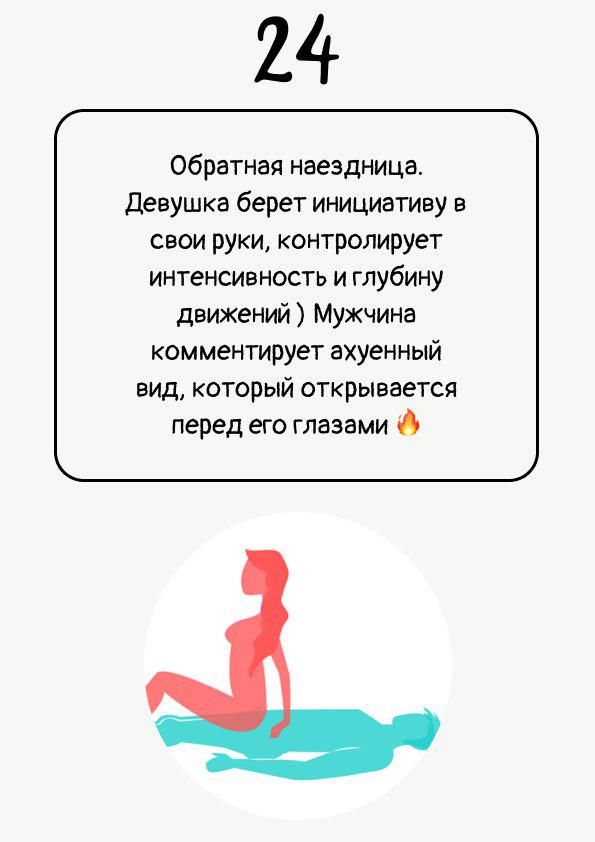 24
Обратная наездница.
Девушка берет инициативу в
свои руки, контролирует
интенсивность и глубину
движений ) Мужчина
комментирует ахуенный
вид, который открывается
перед его глазами 🔥